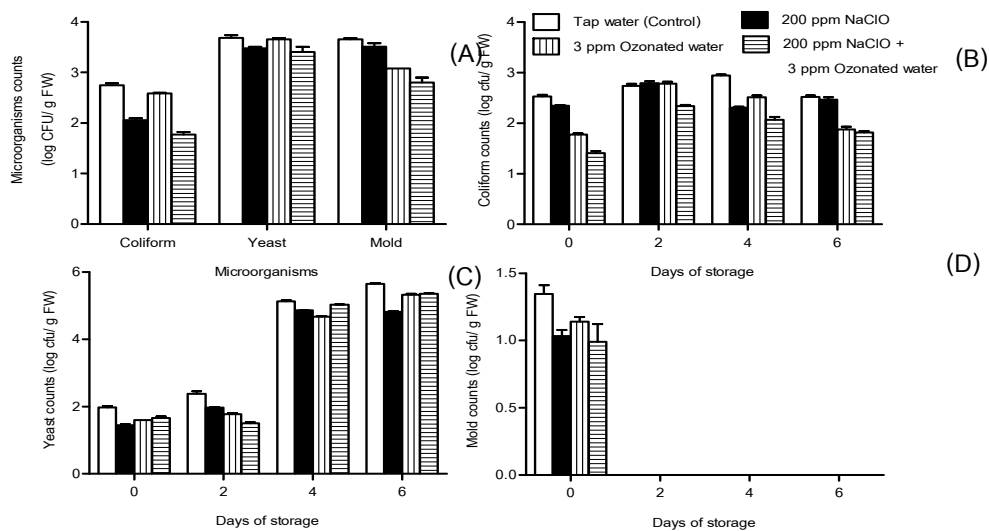 Tap water (Control)
200 ppm NaClO
3 ppm Ozonated water
200 ppm NaClO +
3 ppm Ozonated water
(A)
Microorganisms counts
(log CFU/ g FW)
4
3
2
1
0
Coliform
Yeast
Mold
Microorganisms
(B)
Coliform counts (log cfu/ g FW)
4
3
2
1
0
0
2
4
6
Days of storage
(C)
Yeast counts (log cfu/ g FW)
6
4
2
0
0
2
4
6
Days of storage
(D)
Mold counts (log cfu/ g FW)
1.5
1.0
0.5
0.0
0
2
4
6
Days of storage